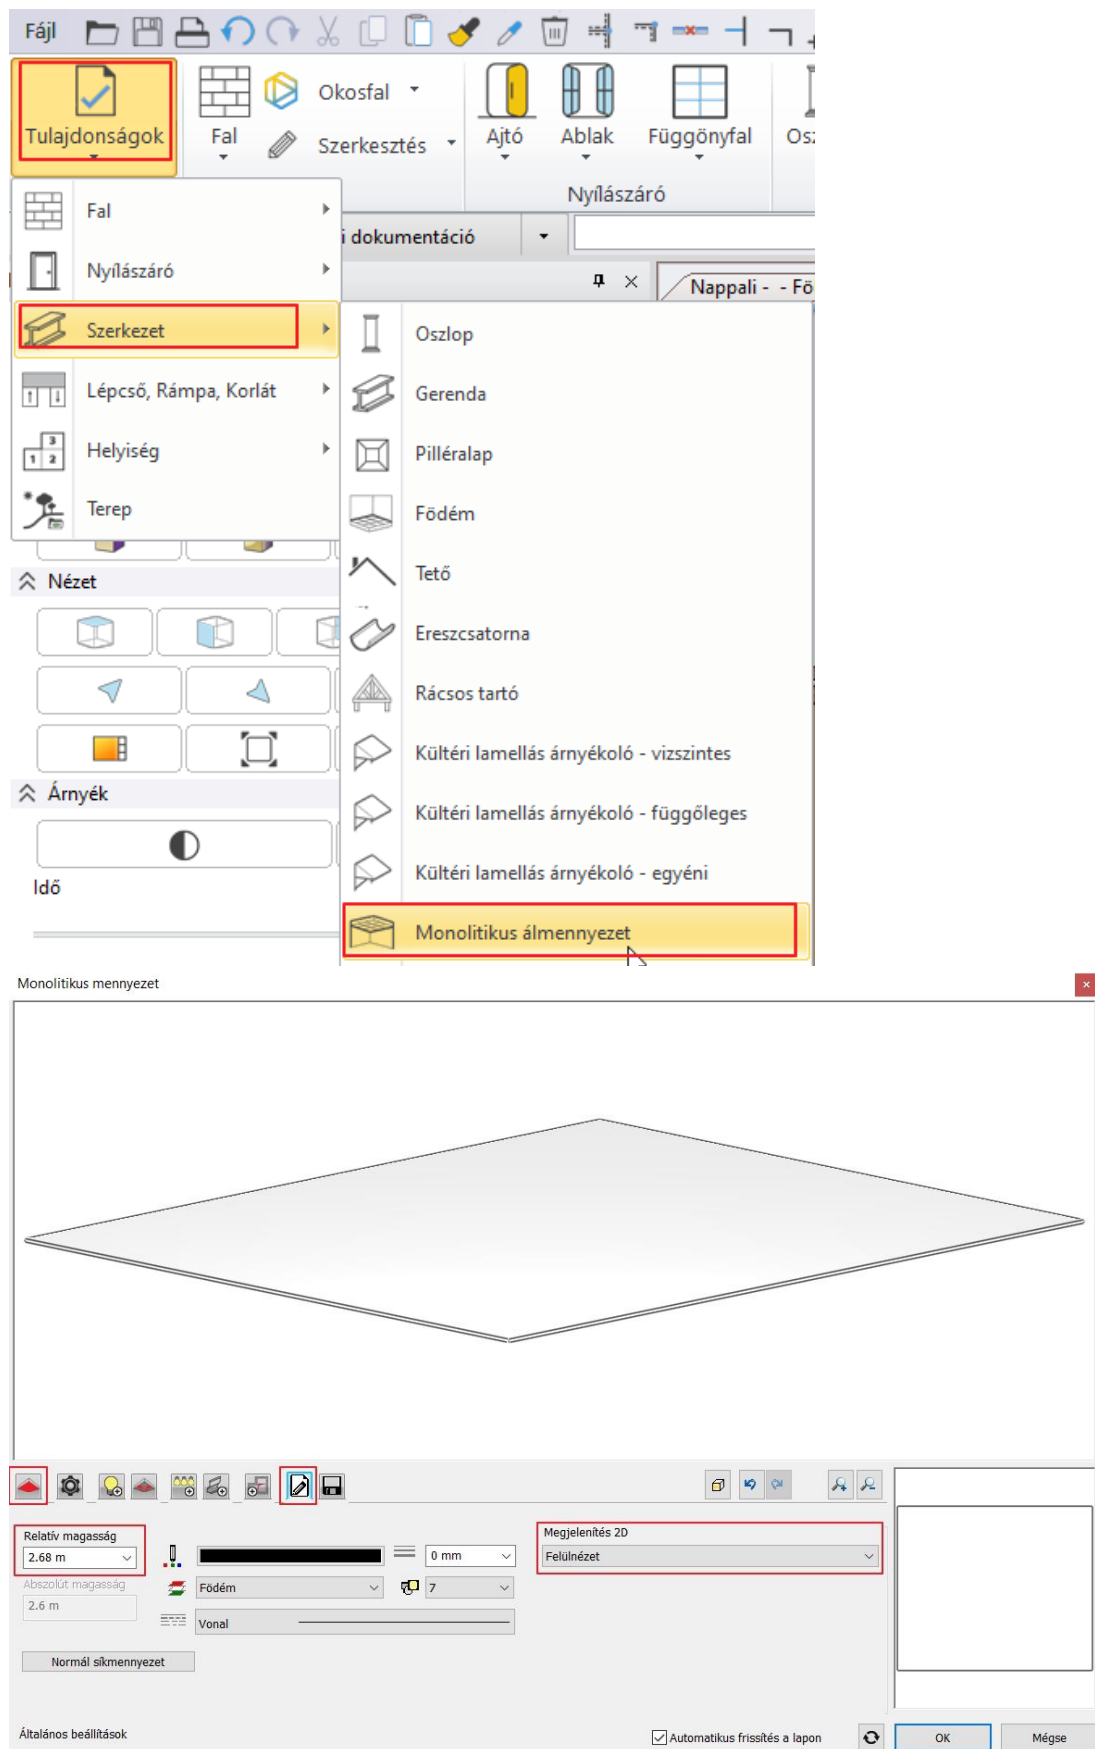 Fájl
Tulajdonságok
Fal
Okosfal
Szerkesztés
Ajtó
Ablak
Függönyfal
Nyílászáró
i dokumentáció
Nappali - - Fö
Fal
Nyílászáró
Szerkezet
Lépcső, Rámpa, Korlát
Helyiség
Terep
Oszlop
Gerenda
Pilléralap
Födém
Tető
Ereszcsatorna
Rácsos tartó
Kültéri lamellás árnyékoló - vizszintes
Kültéri lamellás árnyékoló - függőleges
Kültéri lamellás árnyékoló - egyéni
Monolitikus álmennyezet
Nézet
Árnyék
Idő
Monolitikus mennyezet
Relatív magasság
2.68 m
Abszolút magasság
2.6 m
0 mm
Födém
7
Vonal
Megjelenítés 2D
Felülnézet
Normál síkmennyezet
Általános beállítások
Automatikus frissítés a lapon
OK
Mégse